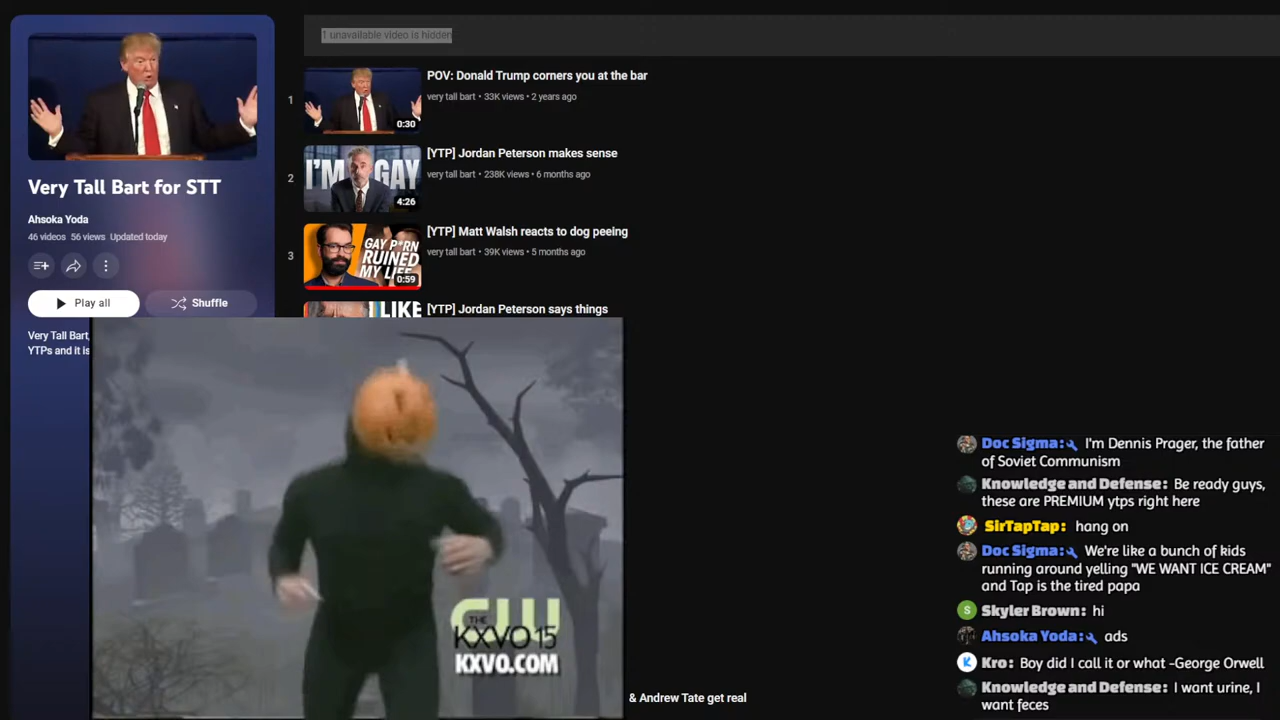 1 unavailable video is hidden
Very Tall Bart for STT
Ahsoka Yoda
46 videos 56 views Updated today
Play all
Shuffle
Very Tall Bart,
YTPs and it is
1
0:30
POV: Donald Trump corners you at the bar
very tall bart • 33K views • 2 years ago
2
I'M GAY
4:26
[YTP] Jordan Peterson makes sense
very tall bart • 238K views • 6 months ago
3
GAY P*RN
RUINED
MY LIFE
0:59
[YTP] Matt Walsh reacts to dog peeing
very tall bart • 39K views • 5 months ago
I LIKE
[YTP] Jordan Peterson says things
THE CW
KXVO 15
KXVO.COM
& Andrew Tate get real
Doc Sigma: I'm Dennis Prager, the father
of Soviet Communism
Knowledge and Defense: Be ready guys,
these are PREMIUM ytps right here
SirTapTap: hang on
Doc Sigma: We're like a bunch of kids
running around yelling "WE WANT ICE CREAM"
and Tap is the tired papa
S
Skyler Brown: hi
Ahsoka Yoda: ads
K
Kro: Boy did I call it or what -George Orwell
Knowledge and Defense: I want urine, I
want feces